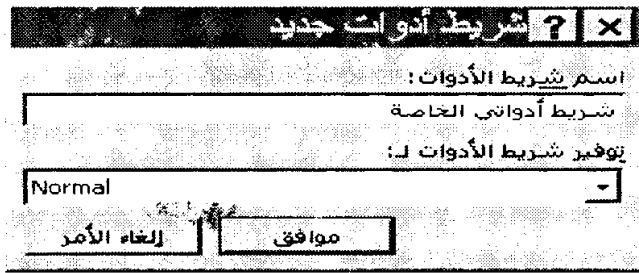 شريط أدوات جديد
اسم شريط الأدوات:
شريط أدواتي الخاصة
توفير شريط الأدوات لـ:
Normal
موافق
إلغاء الأمر